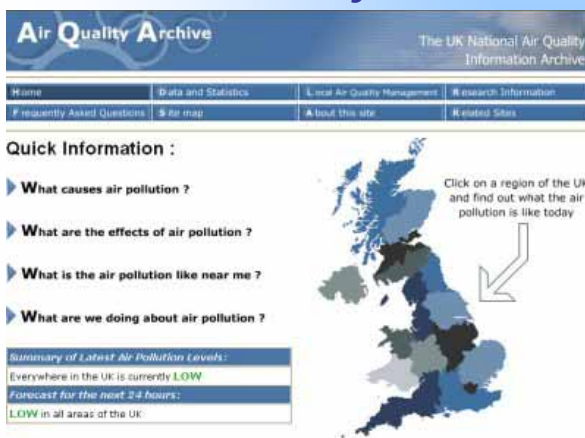 Air Quality Archive
The UK National Air Quality
Information Archive
Home
Data and Statistics
Local Air Quality Management
Research Information
Frequently Asked Questions
Site map
About this site
Related Sites
Quick Information :
What causes air pollution ?
What are the effects of air pollution ?
What is the air pollution like near me ?
What are we doing about air pollution ?
Click on a region of the UK
and find out what the air
pollution is like today
Summary of Latest Air Pollution Levels:
Everywhere in the UK is currently LOW
Forecast for the next 24 hours:
LOW in all areas of the UK